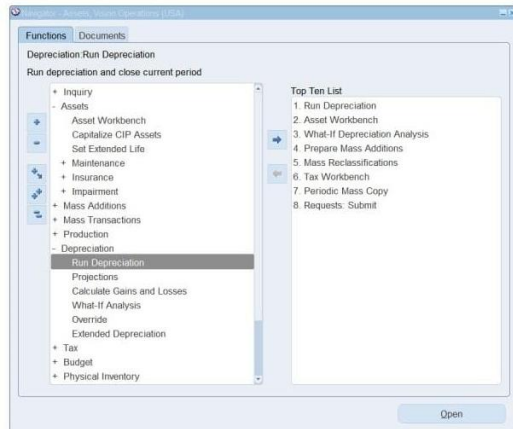 Navigator - Assets, Vision Operations (USA)
Functions Documents
Depreciation:Run Depreciation
Run depreciation and close current period
+ Inquiry
- Assets
Asset Workbench
Capitalize CIP Assets
Set Extended Life
+ Maintenance
+ Insurance
+ Impairment
+ Mass Additions
+ Mass Transactions
+ Production
- Depreciation
Run Depreciation
Projections
Calculate Gains and Losses
What-If Analysis
Override
Extended Depreciation
+ Tax
+ Budget
+ Physical Inventory
Top Ten List
1. Run Depreciation
2. Asset Workbench
3. What-If Depreciation Analysis
4. Prepare Mass Additions
5. Mass Reclassifications
6. Tax Workbench
7. Periodic Mass Copy
8. Requests: Submit
Open